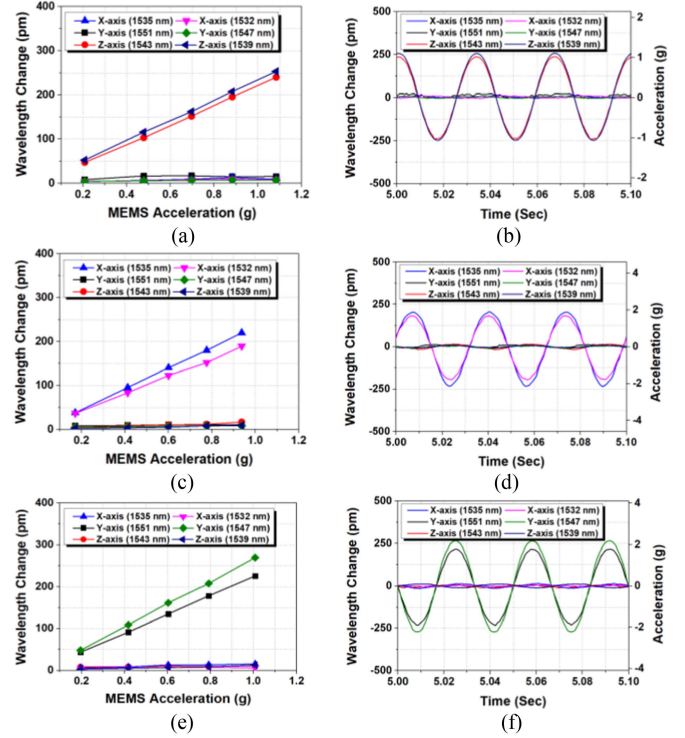 Wavelength Change (pm)
400
300
200
100
0
X-axis (1535 nm) X-axis (1532 nm)
Y-axis (1551 nm) Y-axis (1547 nm)
Z-axis (1543 nm) Z-axis (1539 nm)
0.2 0.4 0.6 0.8 1.0 1.2
MEMS Acceleration (g)
(a)
Wavelength Change (pm)
500
250
0
-250
-500
X-axis (1535 nm) X-axis (1532 nm)
Y-axis (1551 nm) Y-axis (1547 nm)
Z-axis (1543 nm) Z-axis (1539 nm)
2
1
0
-1
-2
Acceleration (g)
5.00 5.02 5.04 5.06 5.08 5.10
Time (Sec)
(b)
Wavelength Change (pm)
400
300
200
100
0
X-axis (1535 nm) X-axis (1532 nm)
Y-axis (1551 nm) Y-axis (1547 nm)
Z-axis (1543 nm) Z-axis (1539 nm)
0.2 0.4 0.6 0.8 1.0 1.2
MEMS Acceleration (g)
(c)
Wavelength Change (pm)
500
250
0
-250
-500
X-axis (1535 nm) X-axis (1532 nm)
Y-axis (1551 nm) Y-axis (1547 nm)
Z-axis (1543 nm) Z-axis (1539 nm)
4
2
0
-2
-4
Acceleration (g)
5.00 5.02 5.04 5.06 5.08 5.10
Time (Sec)
(d)
Wavelength Change (pm)
400
300
200
100
0
X-axis (1535 nm) X-axis (1532 nm)
Y-axis (1551 nm) Y-axis (1547 nm)
Z-axis (1543 nm) Z-axis (1539 nm)
0.2 0.4 0.6 0.8 1.0 1.2
MEMS Acceleration (g)
(e)
Wavelength Change (pm)
500
250
0
-250
-500
X-axis (1535 nm) X-axis (1532 nm)
Y-axis (1551 nm) Y-axis (1547 nm)
Z-axis (1543 nm) Z-axis (1539 nm)
4
2
0
-2
-4
Acceleration (g)
5.00 5.02 5.04 5.06 5.08 5.10
Time (Sec)
(f)